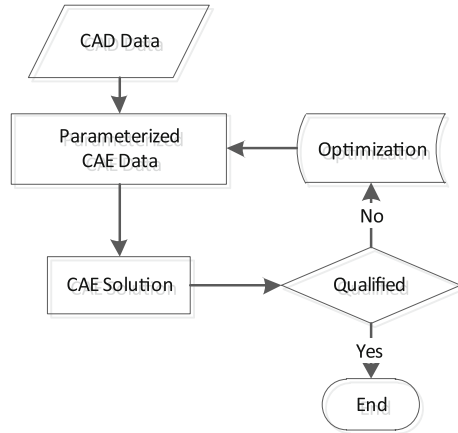 CAD Data
Parameterized
CAE Data
Optimization
No
CAE Solution
Qualified
Yes
End